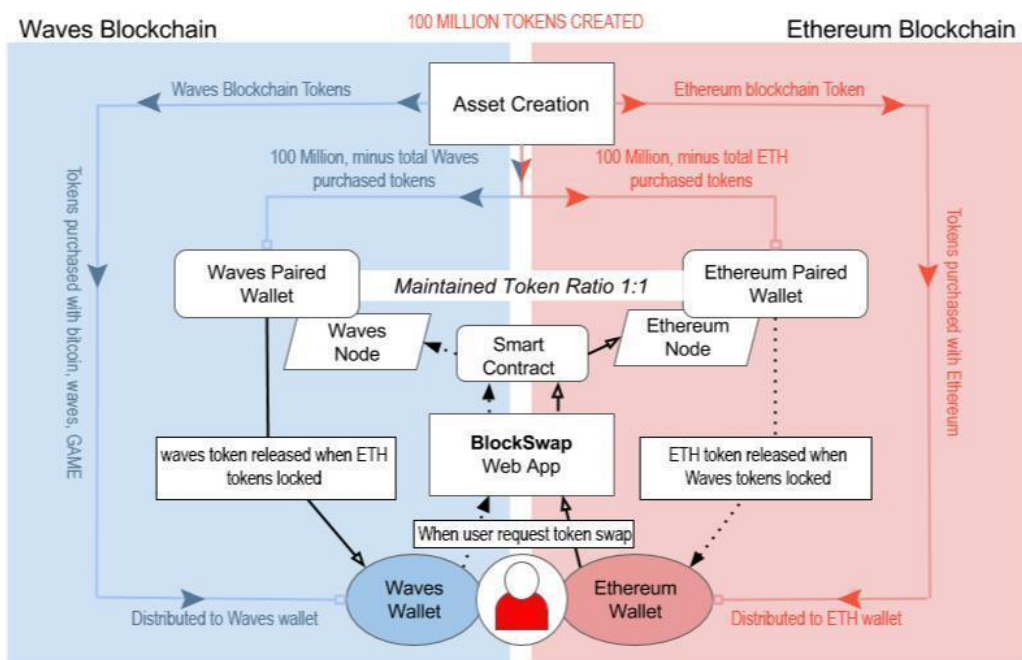 100 MILLION TOKENS CREATED
Waves Blockchain
Ethereum Blockchain
Waves Blockchain Tokens
Asset Creation
Ethereum blockchain Token
100 Million, minus total Waves
purchased tokens
100 Million, minus total ETH
purchased tokens
Tokens purchased with bitcoin, waves, GAME
Tokens purchased with Ethereum
Waves Paired
Wallet
Maintained Token Ratio 1:1
Ethereum Paired
Wallet
Waves
Node
Smart
Contract
Ethereum
Node
waves token released when ETH
tokens locked
BlockSwap
Web App
ETH token released when
Waves tokens locked
When user request token swap
Waves
Wallet
Ethereum
Wallet
Distributed to Waves wallet
Distributed to ETH wallet